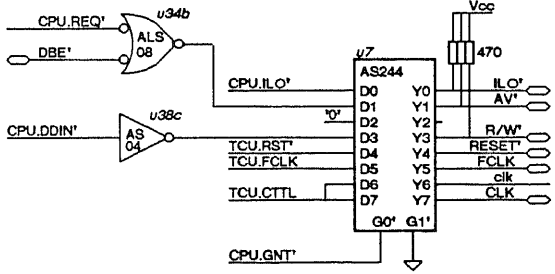 u34b
Vcc
CPU.REQ'
ALS
08
DBE'
u7
470
AS244
CPU.ILO' D0 Y0 ILO'
D1 Y1 AV'
'0' D2 Y2
u38c
CPU.DDIN' AS
04
D3 Y3 R/W'
TCU.RST' D4 Y4 RESET'
TCU.FCLK D5 Y5 FCLK
D6 Y6 clk
TCU.CTTL D7 Y7 CLK
G0' G1'
CPU.GNT'